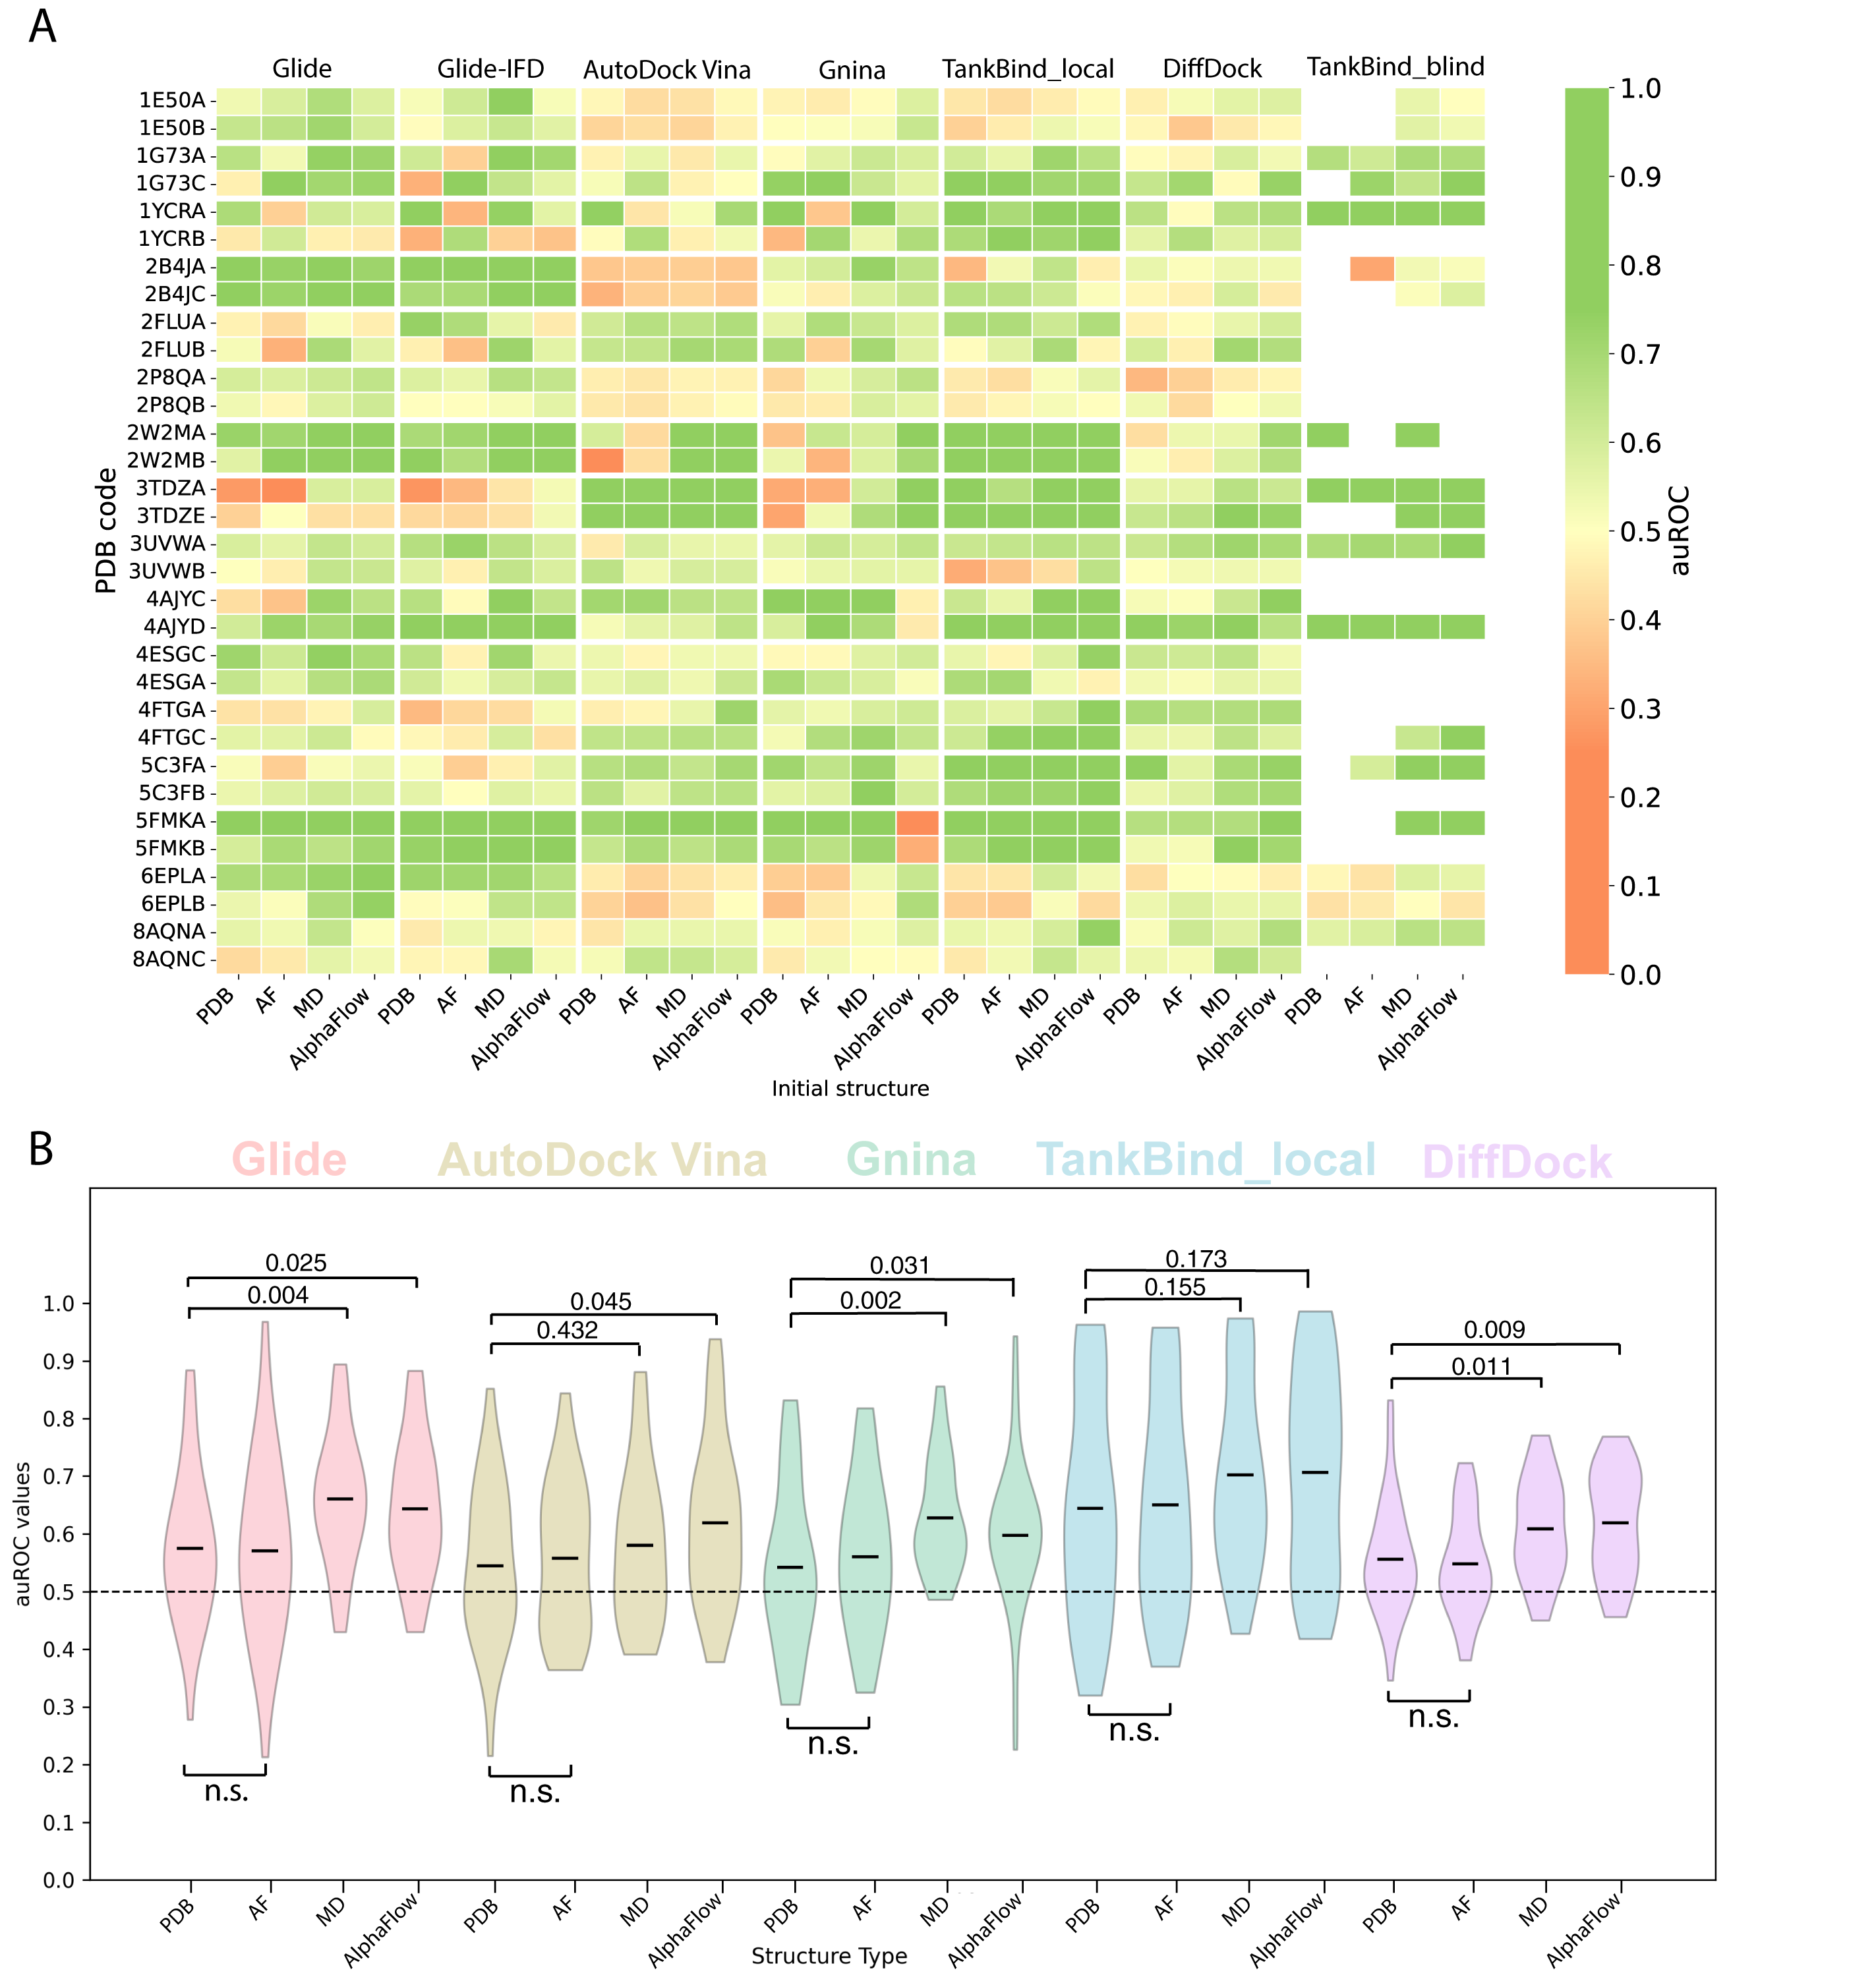 A
Glide Glide-IFD AutoDock Vina Gnina TankBind_local DiffDock TankBind_blind
1E50A
1E50B
1G73A
1G73C
1YCRA
1YCRB
2B4JA
2B4JC
2FLUA
2FLUB
2P8QA
2P8QB
2W2MA
2W2MB
3TDZA
3TDZE
3UVWA
3UVWB
4AJYC
4AJYD
4ESGC
4ESGA
4FTGA
4FTGC
5C3FA
5C3FB
5FMKA
5FMKB
6EPLA
6EPLB
8AQNA
8AQNC
PDB code
1.0
0.9
0.8
0.7
0.6
0.5
0.4
0.3
0.2
0.1
0.0
auROC
PDB AF MD AlphaFlow PDB AF MD AlphaFlow PDB AF MD AlphaFlow PDB AF MD AlphaFlow PDB AF MD AlphaFlow PDB AF MD AlphaFlow PDB AF MD AlphaFlow
Initial structure
B
Glide AutoDock Vina Gnina TankBind_local DiffDock
0.025
0.004
0.045
0.432
0.031
0.002
0.173
0.155
0.009
0.011
n.s.
n.s.
n.s.
n.s.
n.s.
1.0
0.9
0.8
0.7
0.6
0.5
0.4
0.3
0.2
0.1
0.0
auROC values
PDB AF MD AlphaFlow PDB AF MD AlphaFlow PDB AF MD AlphaFlow PDB AF MD AlphaFlow PDB AF MD AlphaFlow
Structure Type